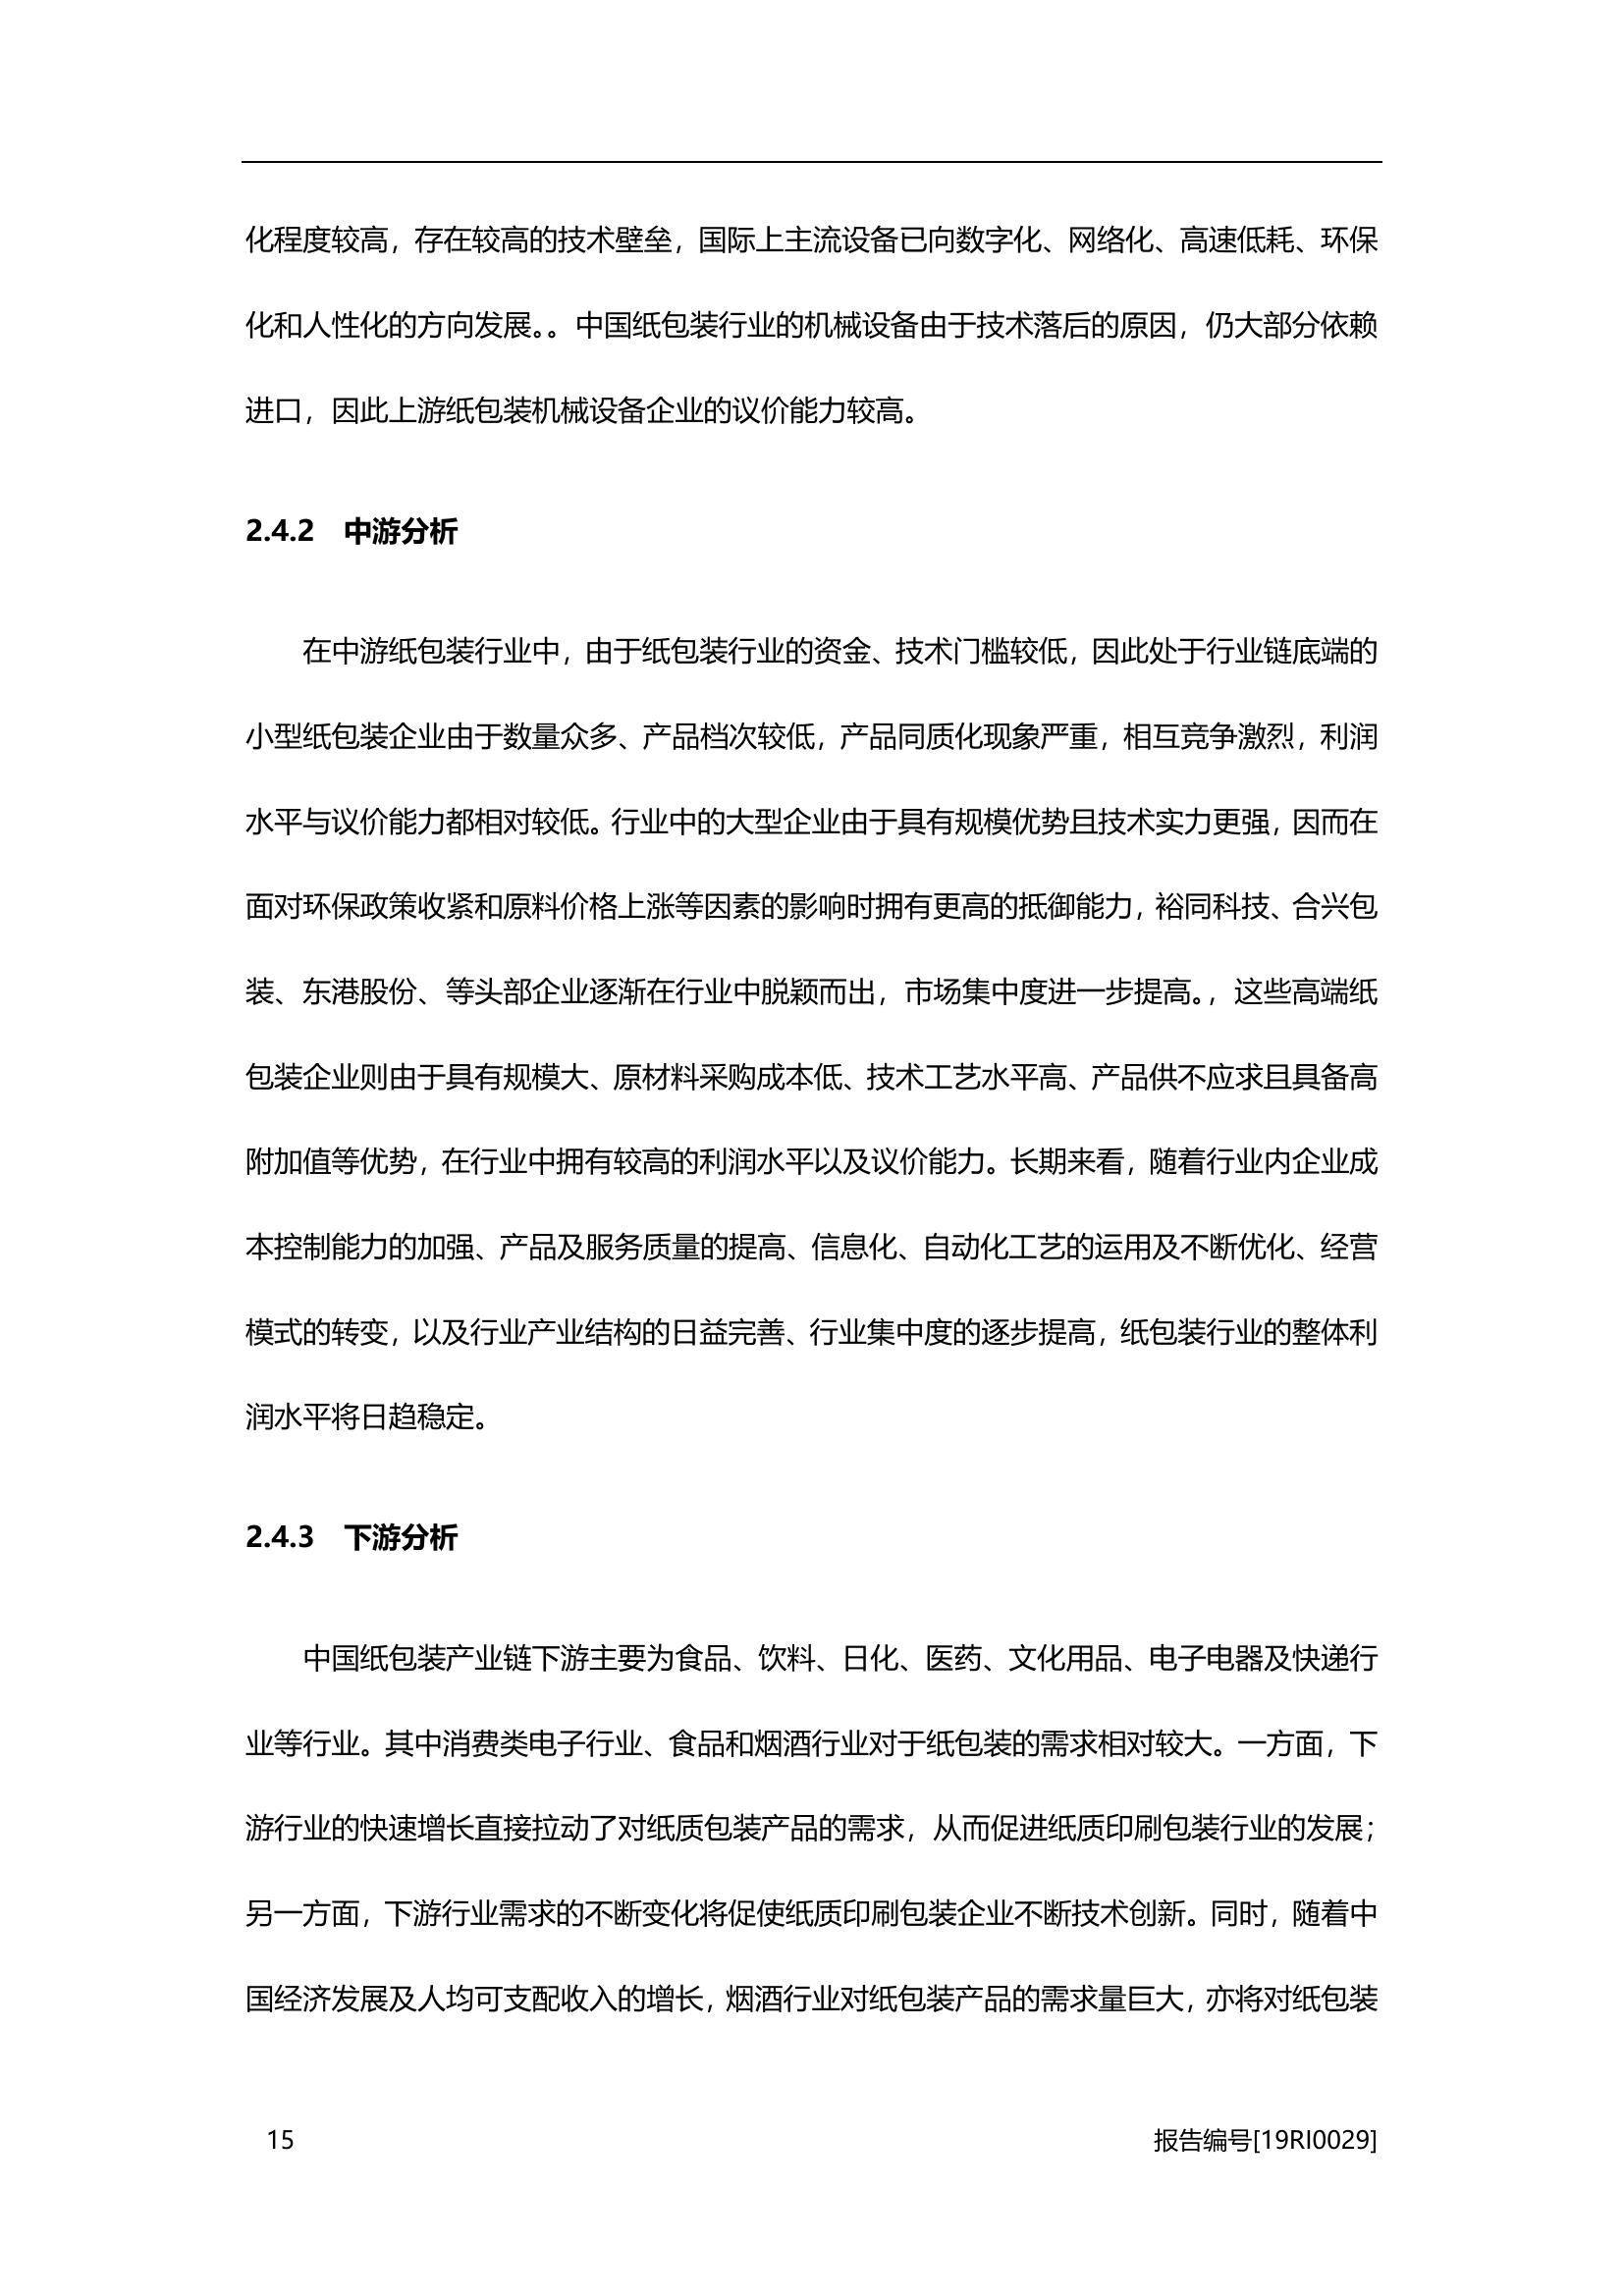 化程度较高，存在较高的技术壁垒，国际上主流设备已向数字化、网络化、高速低耗、环保
化和人性化的方向发展。。中国纸包装行业的机械设备由于技术落后的原因，仍大部分依赖
进口，因此上游纸包装机械设备企业的议价能力较高。
2.4.2 中游分析
在中游纸包装行业中，由于纸包装行业的资金、技术门槛较低，因此处于行业链底端的
小型纸包装企业由于数量众多、产品档次较低，产品同质化现象严重，相互竞争激烈，利润
水平与议价能力都相对较低。行业中的大型企业由于具有规模优势且技术实力更强，因而在
面对环保政策收紧和原料价格上涨等因素的影响时拥有更高的抵御能力，裕同科技、合兴包
装、东港股份、等头部企业逐渐在行业中脱颖而出，市场集中度进一步提高。，这些高端纸
包装企业则由于具有规模大、原材料采购成本低、技术工艺水平高、产品供不应求且具备高
附加值等优势，在行业中拥有较高的利润水平以及议价能力。长期来看，随着行业内企业成
本控制能力的加强、产品及服务质量的提高、信息化、自动化工艺的运用及不断优化、经营
模式的转变，以及行业产业结构的日益完善、行业集中度的逐步提高，纸包装行业的整体利
润水平将日趋稳定。
2.4.3 下游分析
中国纸包装产业链下游主要为食品、饮料、日化、医药、文化用品、电子电器及快递行
业等行业。其中消费类电子行业、食品和烟酒行业对于纸包装的需求相对较大。一方面，下
游行业的快速增长直接拉动了对纸质包装产品的需求，从而促进纸质印刷包装行业的发展；
另一方面，下游行业需求的不断变化将促使纸质印刷包装企业不断技术创新。同时，随着中
国经济发展及人均可支配收入的增长，烟酒行业对纸包装产品的需求量巨大，亦将对纸包装
15
报告编号[19RI0029]